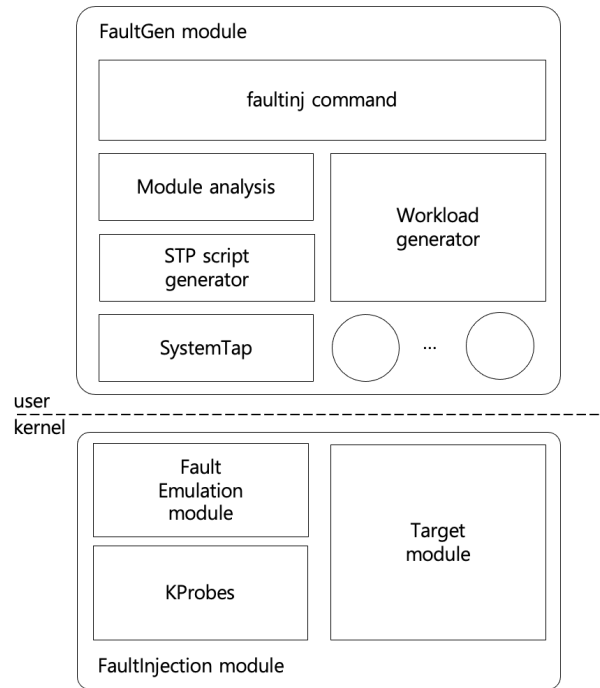 FaultGen module
faultinj command
Module analysis
Workload
generator
STP script
generator
SystemTap
...
user
kernel
Fault
Emulation
module
Target
module
KProbes
FaultInjection module